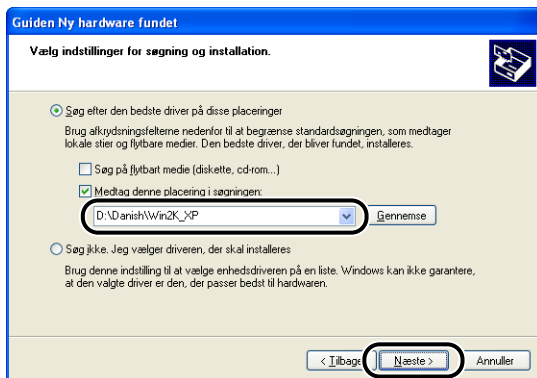 Guiden Ny hardware fundet
Vælg indstillinger for søgning og installation.
Søg efter den bedste driver på disse placeringer
Brug afkrydsningsfelterne nedenfor til at begrænse standardsøgningen, som medtager
lokale stier og flytbare medier. Den bedste driver, der bliver fundet, installeres.
Søg på flytbart medie (diskette, cd-rom...)
Medtag denne placering i søgningen:
D:\Danish\Win2K_XP
Gennemse
Søg ikke. Jeg vælger driveren, der skal installeres
Brug denne indstilling til at vælge enhedsdriveren på en liste. Windows kan ikke garantere,
at den valgte driver er den, der passer bedst til hardwaren.
< Tilbage
Næste >
Annuller